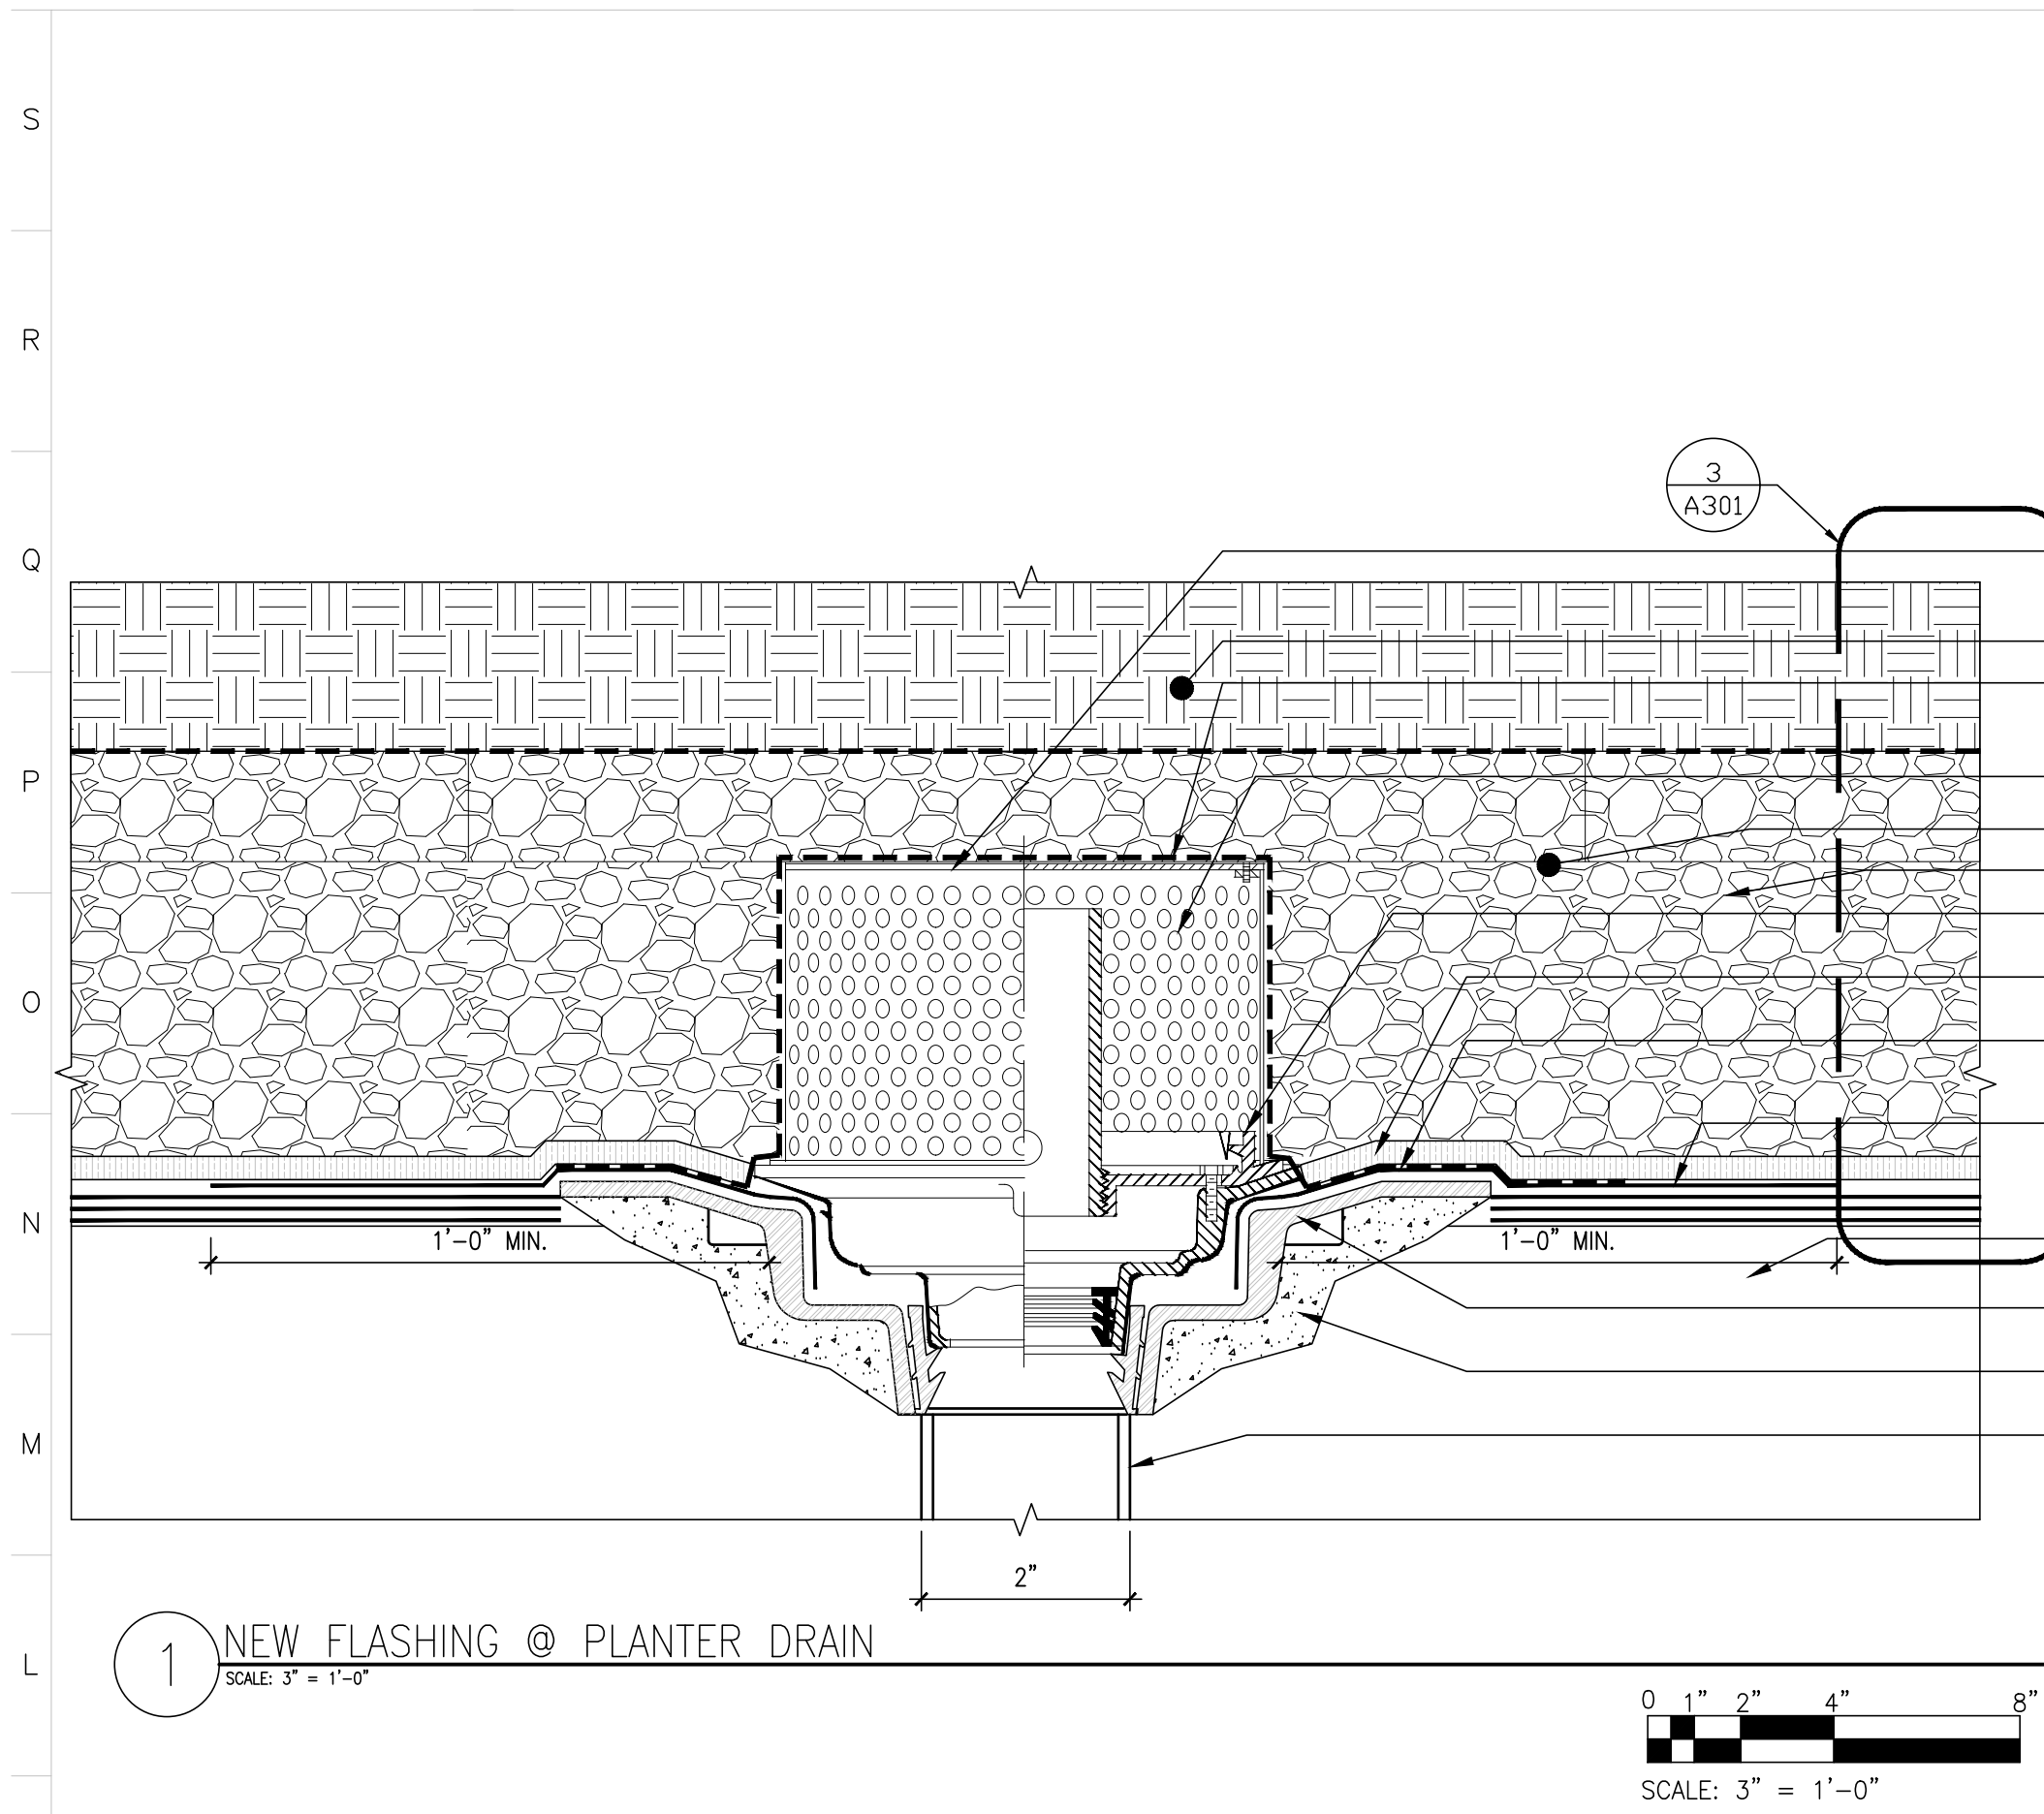 S
R
3
A301
Q
P
O
N
1'-0" MIN.
1'-0" MIN.
M
2"
L
1
NEW FLASHING @ PLANTER DRAIN
SCALE: 3" = 1'-0"
0 1" 2" 4" 8"
SCALE: 3" = 1'-0"